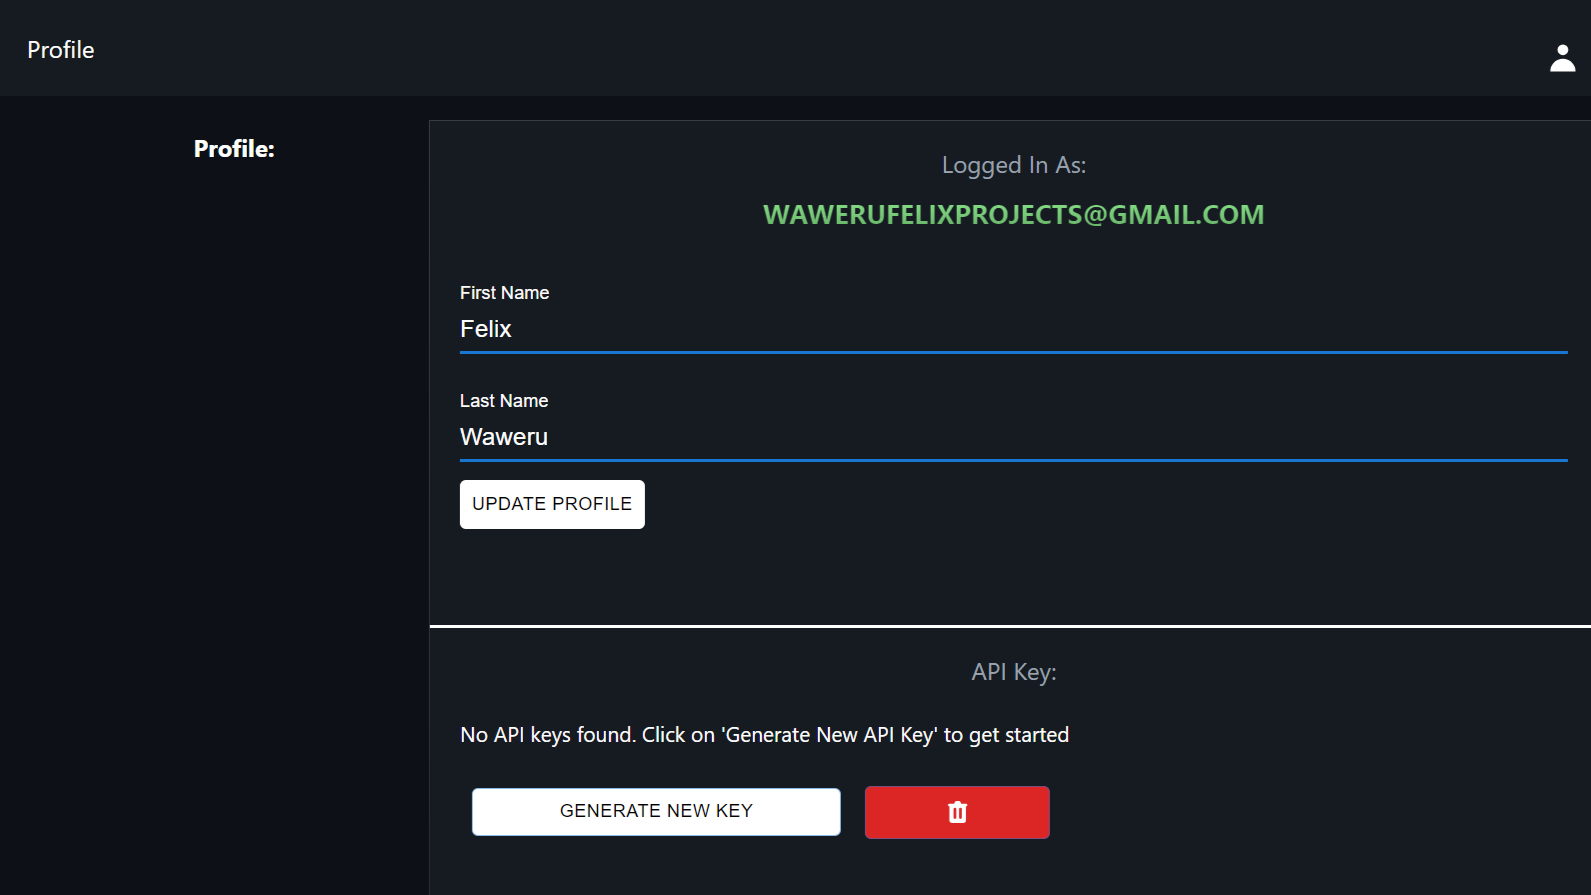 Profile
Profile:
Logged In As:
WAWERUFELIXPROJECTS@GMAIL.COM
First Name
Felix
Last Name
Waweru
UPDATE PROFILE
API Key:
No API keys found. Click on 'Generate New API Key' to get started
GENERATE NEW KEY